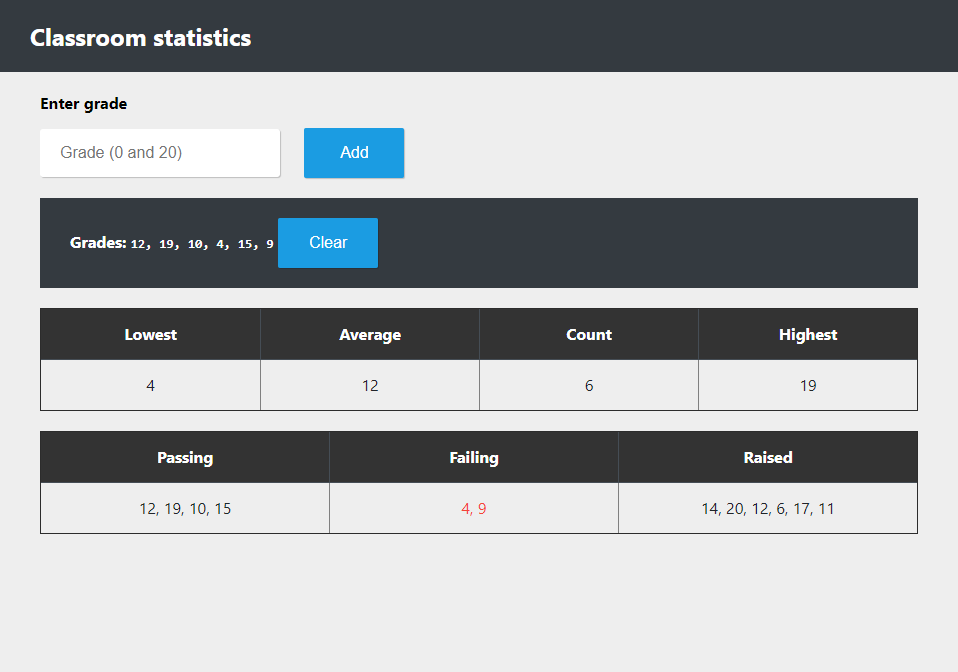 Classroom statistics
Enter grade
Grade (0 and 20) Add
Grades: 12, 19, 10, 4, 15, 9 Clear
Lowest Average Count Highest
4 12 6 19
Passing Failing Raised
12, 19, 10, 15 4, 9 14, 20, 12, 6, 17, 11